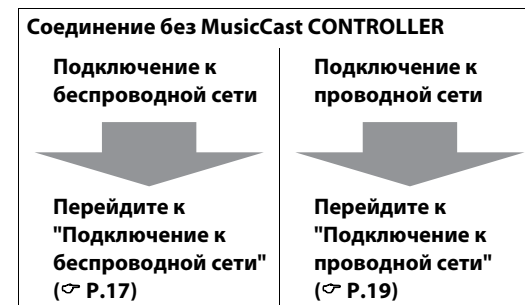 Соединение без MusicCast CONTROLLER
Подключение к
беспроводной сети
Перейдите к
"Подключение к
беспроводной сети"
(☞ P.17)
Подключение к
проводной сети
Перейдите к
"Подключение к
проводной сети"
(☞ P.19)